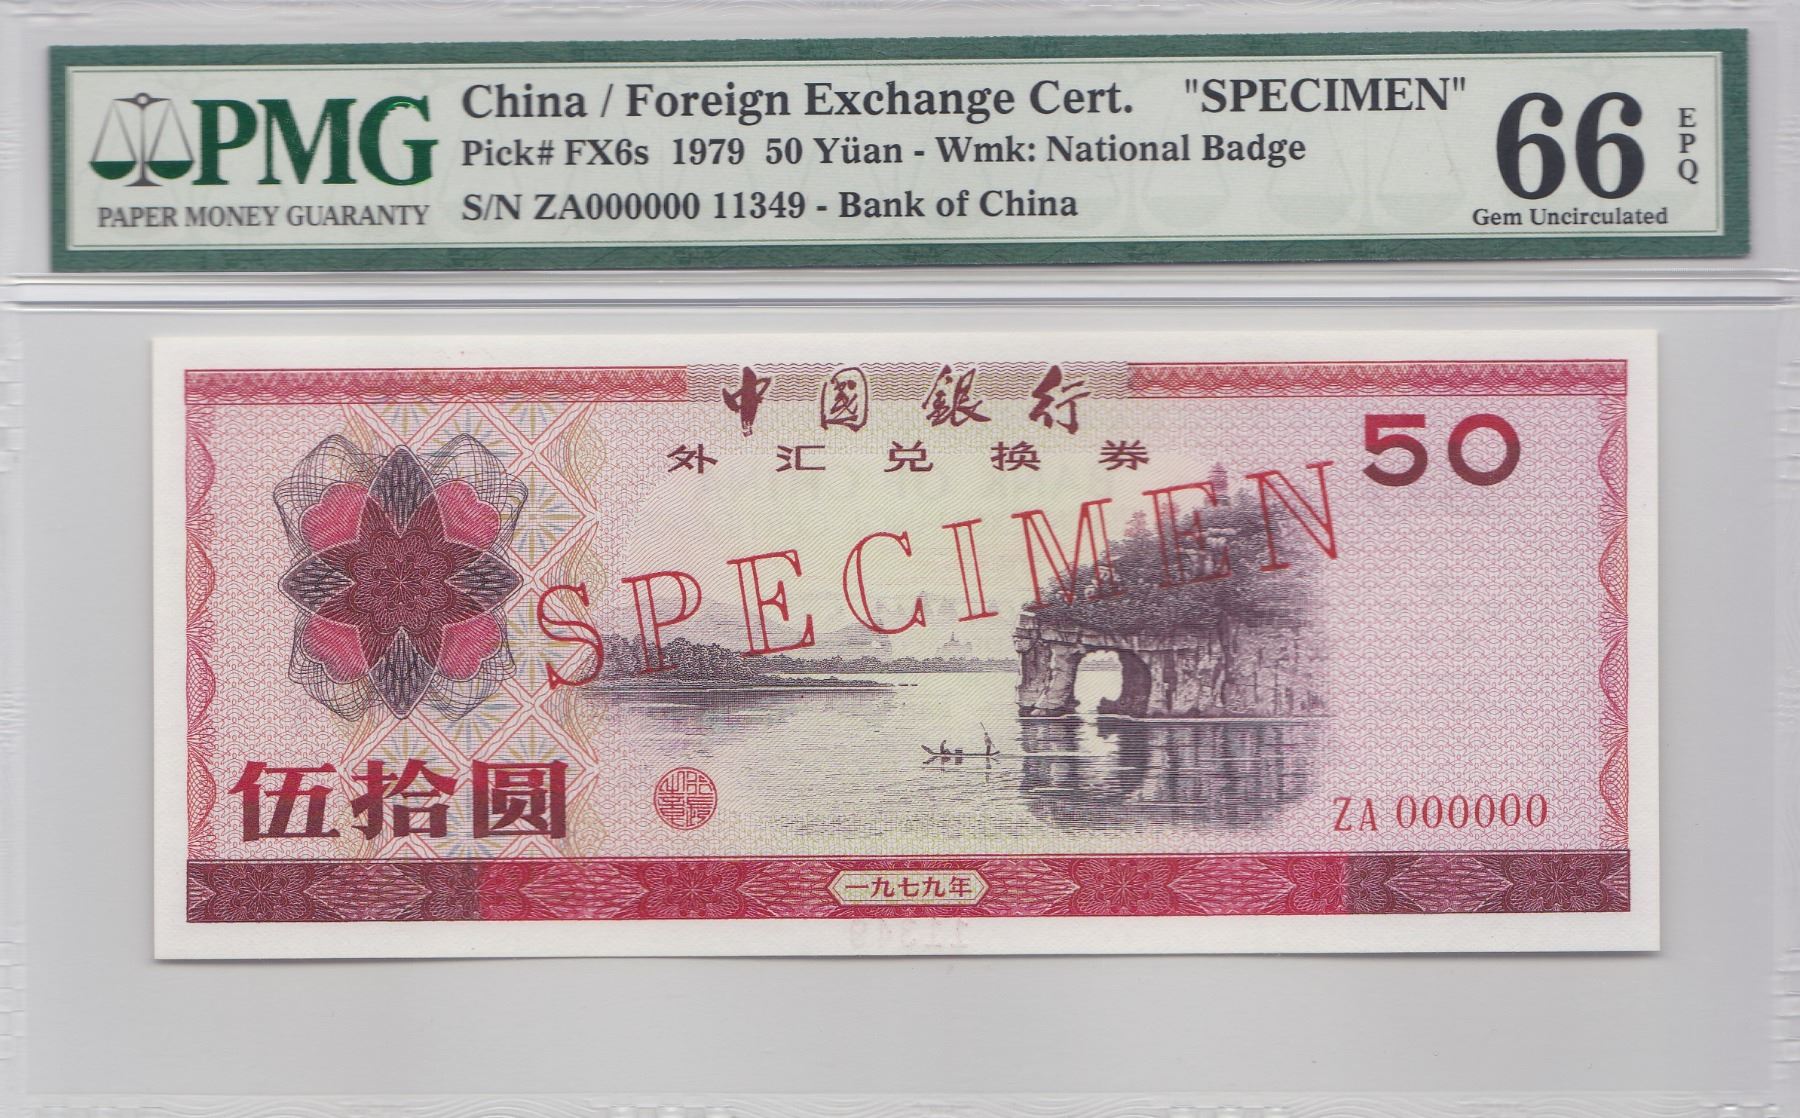 PMG
PAPER MONEY GUARANTY
China / Foreign Exchange Cert. "SPECIMEN"
Pick# FX6s 1979 50 Yüan - Wmk: National Badge
S/N ZA000000 11349 - Bank of China
66
EPQ
Gem Uncirculated
中國銀行
外汇兑换券
50
SPECIMEN
伍拾圆
ZA 000000
一九七九年